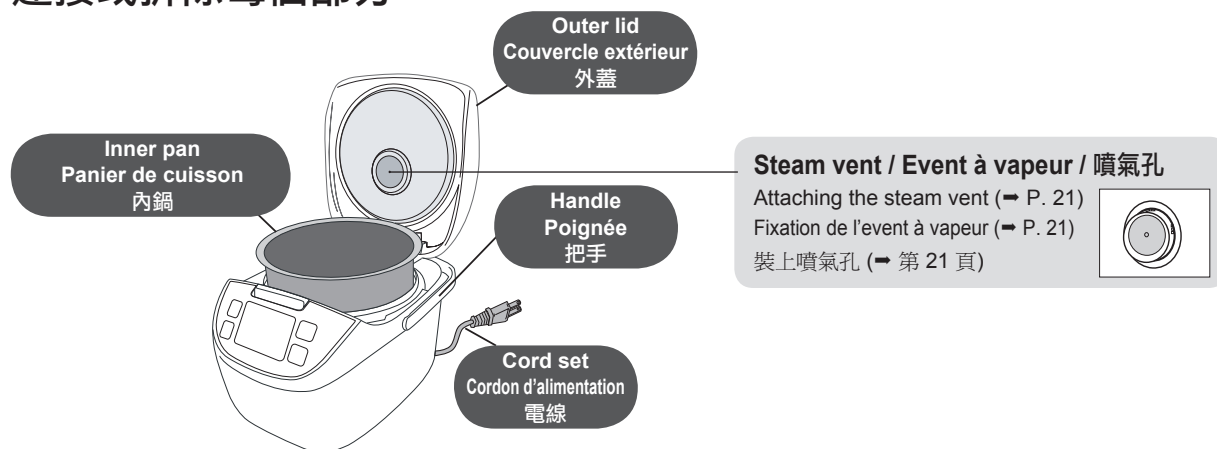 Outer lid
Couvercle extérieur
外蓋
Inner pan
Panier de cuisson
內鍋
Steam vent / Event à vapeur / 噴氣孔
Attaching the steam vent (➡ P. 21)
Fixation de l'event à vapeur (➡ P. 21)
裝上噴氣孔 (➡ 第 21 頁)
Handle
Poignée
把手
Cord set
Cordon d'alimentation
電線